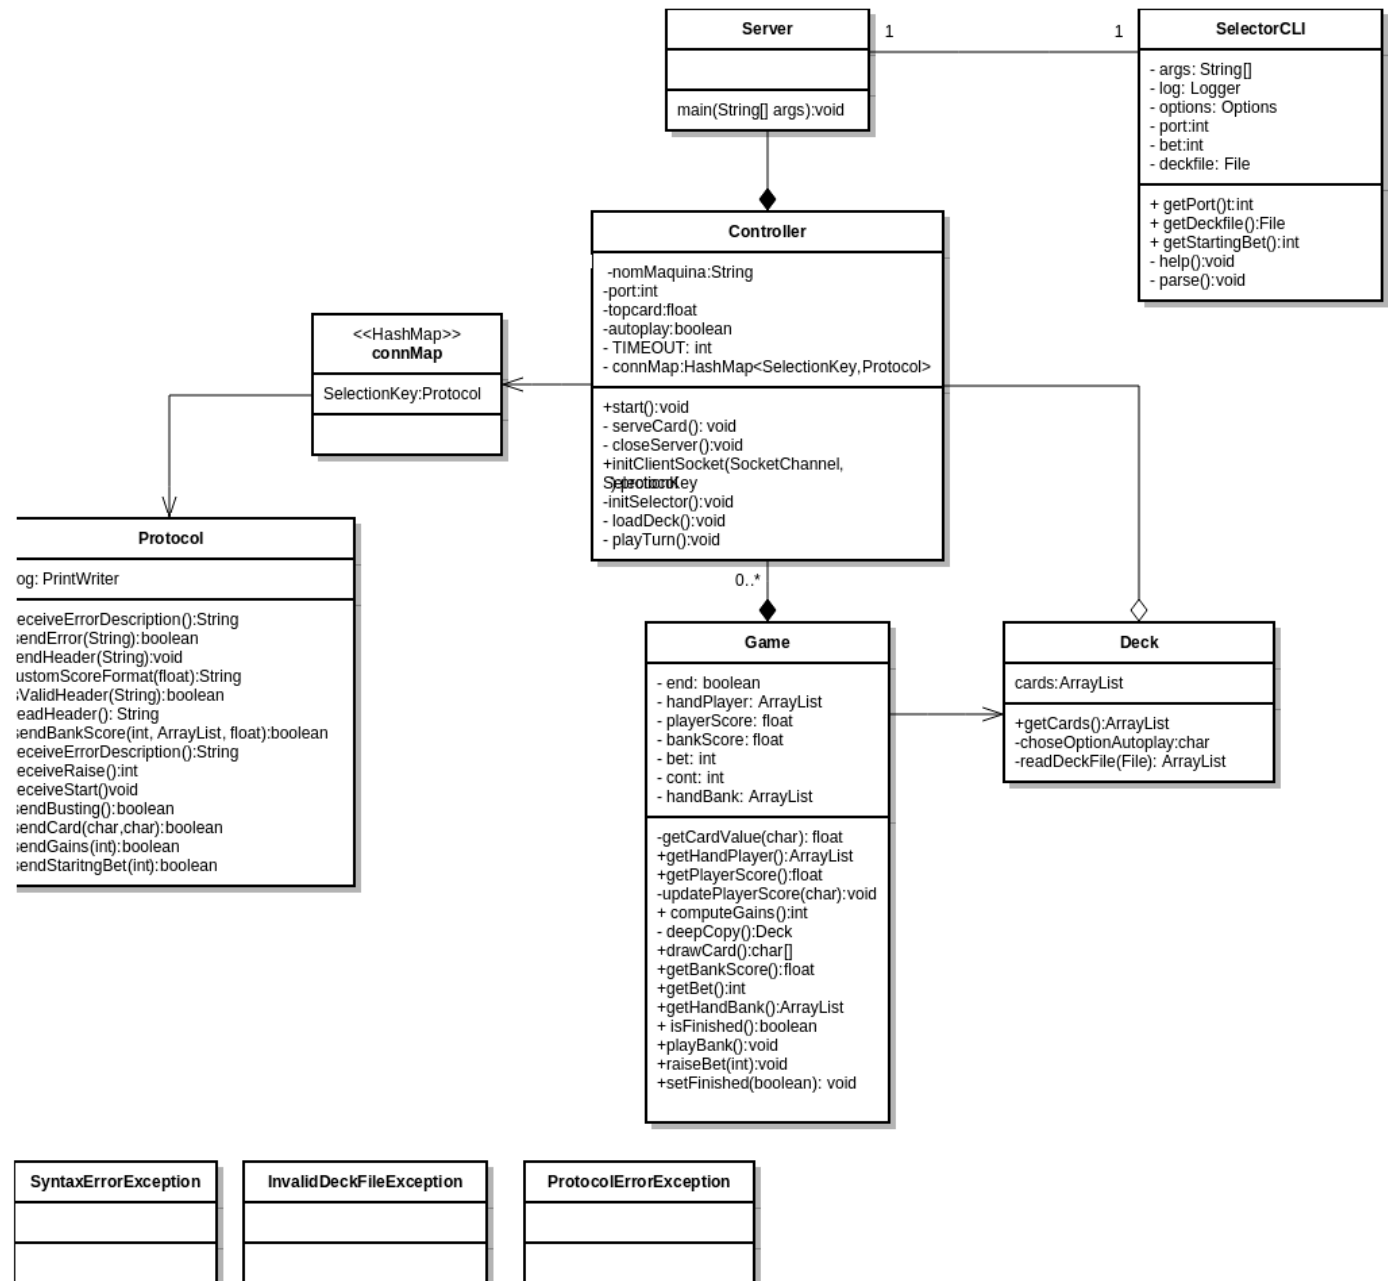 Server
main(String[] args):void
1
1
SelectorCLI
- args: String[]
- log: Logger
- options: Options
- port:int
- bet:int
- deckfile: File
+ getPort()t:int
+ getDeckfile():File
+ getStartingBet():int
- help():void
- parse():void
Controller
-nomMaquina:String
-port:int
-topcard:float
-autoplay:boolean
- TIMEOUT: int
- connMap:HashMap<SelectionKey,Protocol>
+start():void
- serveCard(): void
- closeServer():void
+initClientSocket(SocketChannel,
-initSelector():void
- loadDeck():void
- playTurn():void
<<HashMap>>
connMap
SelectionKey:Protocol
Protocol
og: PrintWriter
eceiveErrorDescription():String
sendError(String):boolean
endHeader(String):void
ustomScoreFormat(float):String
sValidHeader(String):boolean
eadHeader(): String
sendBankScore(int, ArrayList, float):boolean
eceiveErrorDescription():String
eceiveRaise():int
eceiveStart()void
sendBusting():boolean
sendCard(char,char):boolean
sendGains(int):boolean
sendStaritngBet(int):boolean
0..*
Game
- end: boolean
- handPlayer: ArrayList
- playerScore: float
- bankScore: float
- bet: int
- cont: int
- handBank: ArrayList
-getCardValue(char): float
+getHandPlayer():ArrayList
+getPlayerScore():float
-updatePlayerScore(char):void
+ computeGains():int
- deepCopy():Deck
+drawCard():char[]
+getBankScore():float
+getBet():int
+getHandBank():ArrayList
+ isFinished():boolean
+playBank():void
+raiseBet(int):void
+setFinished(boolean): void
Deck
cards:ArrayList
+getCards():ArrayList
-choseOptionAutoplay:char
-readDeckFile(File): ArrayList
SyntaxErrorException
InvalidDeckFileException
ProtocolErrorException